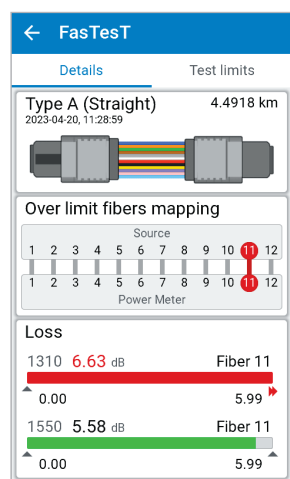 FasTesT
Details Test limits
Type A (Straight) 4.4918 km
2023-04-20, 11:28:59
Over limit fibers mapping
Source
1 2 3 4 5 6 7 8 9 10 11 12
1 2 3 4 5 6 7 8 9 10 11 12
Power Meter
Loss
1310 6.63 dB Fiber 11
0.00 5.99
1550 5.58 dB Fiber 11
0.00 5.99